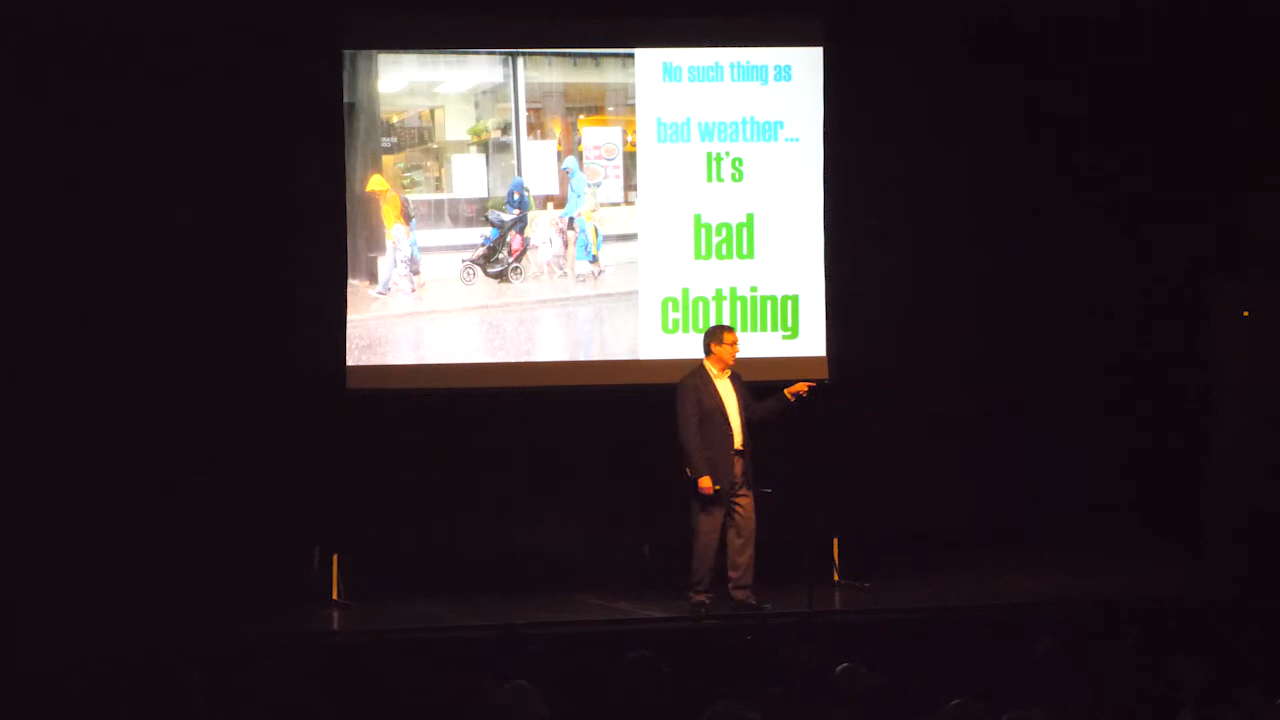 No such thing as
bad weather...
It's
bad
clothing